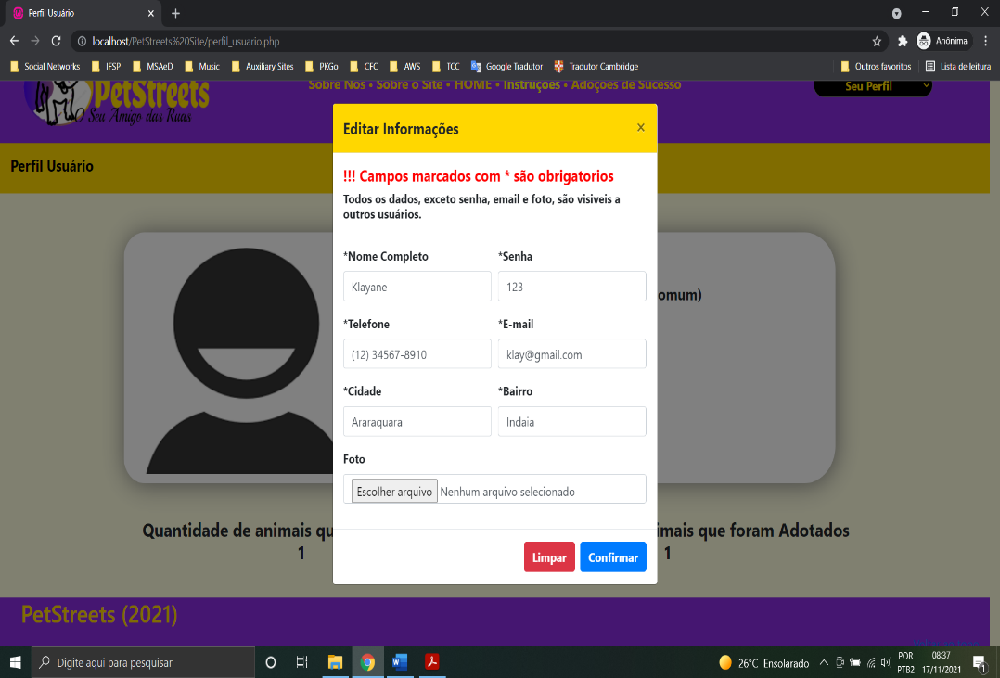 Perfil Usuário
localhost/PetStreets%20Site/perfil_usuario.php
Anônima
Social Networks IFSP MSAeD Music Auxiliary Sites PKGo CFC AWS TCC Google Tradutor Tradutor Cambridge Outros favoritos Lista de leitura
PetStreets
O Seu Amigo das Ruas
Sobre Nós • Sobre o Site • HOME • Instruções • Adoções de Sucesso
Seu Perfil
Perfil Usuário
Editar Informações
!!! Campos marcados com * são obrigatorios
Todos os dados, exceto senha, email e foto, são visiveis a
outros usuários.
*Nome Completo *Senha
Klayane 123
omum)
*Telefone *E-mail
(12) 34567-8910 klay@gmail.com
*Cidade *Bairro
Araraquara Indaia
Foto
Escolher arquivo Nenhum arquivo selecionado
Quantidade de animais qu
1
imais que foram Adotados
1
Limpar Confirmar
PetStreets (2021)
Digite aqui para pesquisar
26°C Ensolarado
POR
PTB2
08:37
17/11/2021
1